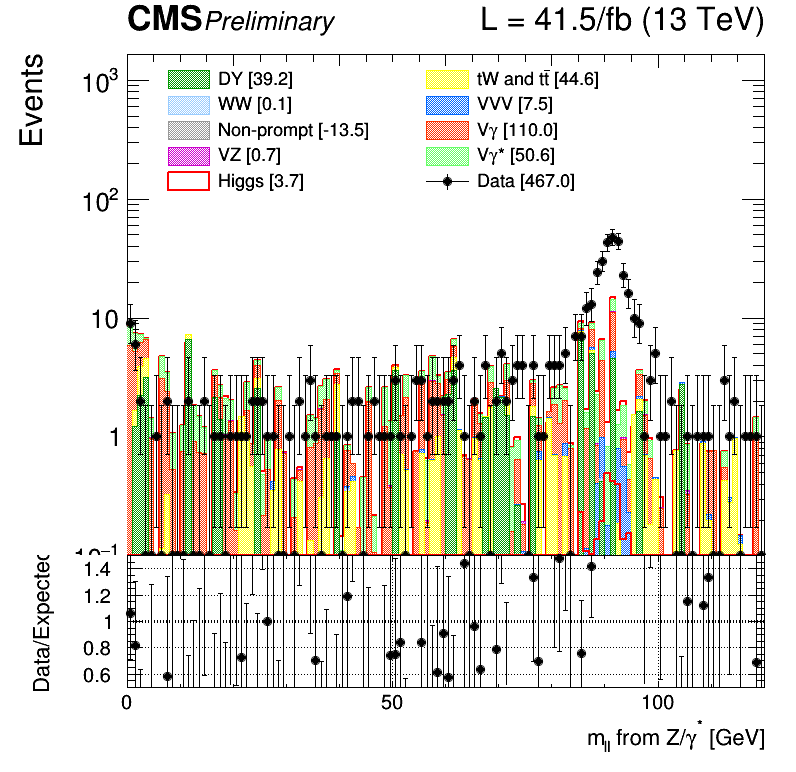 CMS Preliminary L = 41.5/fb (13 TeV)
Events
10³
10²
10
1
10⁻¹
DY [39.2]
WW [0.1]
Non-prompt [-13.5]
VZ [0.7]
Higgs [3.7]
tW and tt̄ [44.6]
VVV [7.5]
Vγ [110.0]
Vγ* [50.6]
Data [467.0]
Data/Expected
1.4
1.2
1
0.8
0.6
0 50 100
m_ll from Z/γ* [GeV]